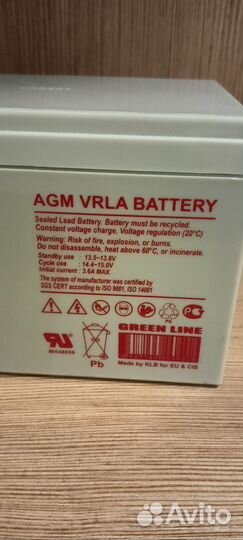 AGM VRLA BATTERY
Sealed Lead Battery. Battery must be recycled.
Constant voltage charge, Voltage regulation (20°C)
Warning: Risk of fire, explosion, or burns.
Do not disassemble, heat above 60°C, or incinerate.
Standby use : 13.5~13.8V
Cycle use : 14.4~15.0V
Initial current : 3.6A MAX.
The system of manufactural was certified by
SGS CERT according to ISO 9001, ISO 14001
GREEN LINE
MH48655
Pb
Pb
Made by KLB for EU & CIS
Avito